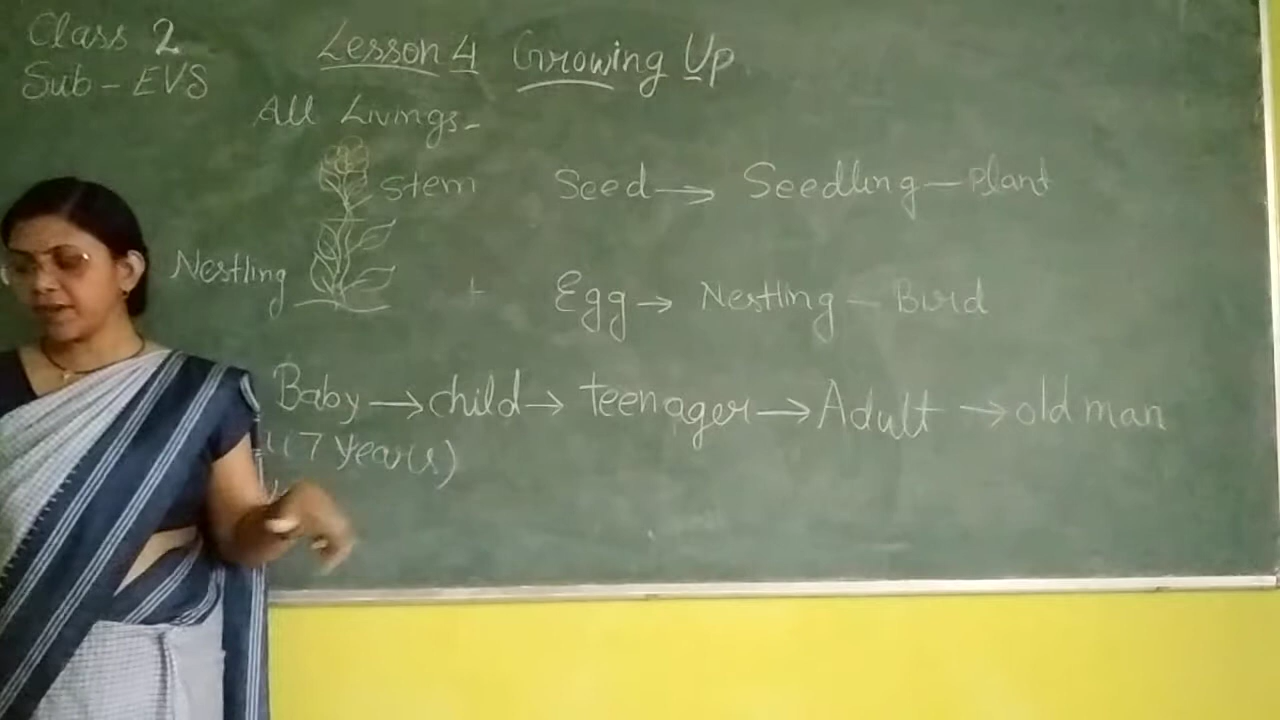 Class 2
Sub - EVS
Lesson 4 Growing Up
All Livings -
Stem
Seed → Seedling — Plant
Nestling
Egg → Nestling — Bird
Baby → child → teenager → Adult → old man
7 Year(s)